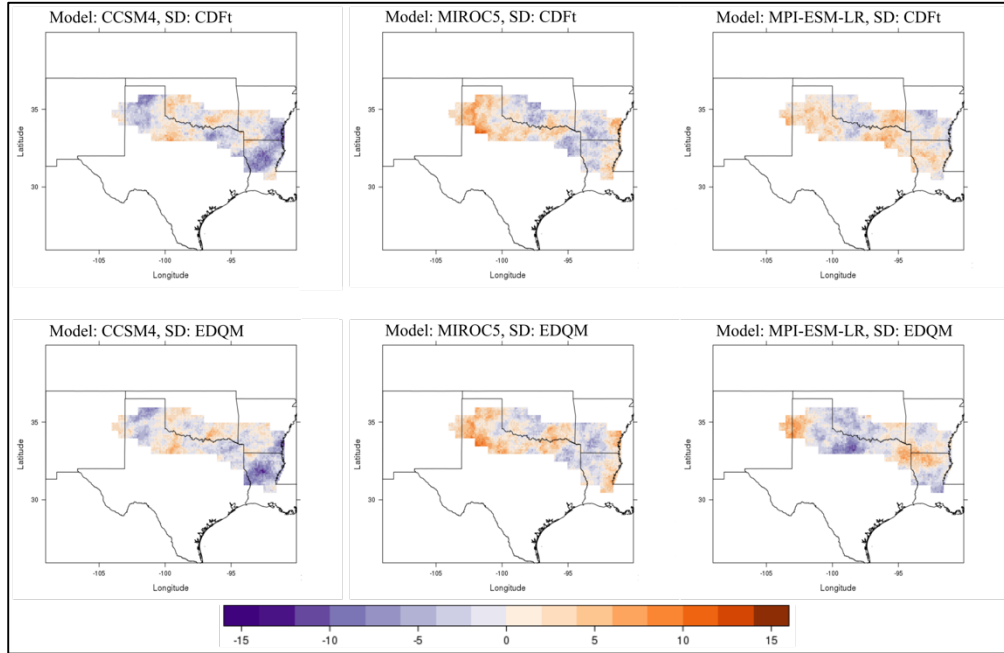 Model: CCSM4, SD: CDFt
Model: MIROC5, SD: CDFt
Model: MPI-ESM-LR, SD: CDFt
35
30
Latitude
-105
-100
-95
Longitude
35
30
Latitude
-105
-100
-95
Longitude
35
30
Latitude
-105
-100
-95
Longitude
Model: CCSM4, SD: EDQM
Model: MIROC5, SD: EDQM
Model: MPI-ESM-LR, SD: EDQM
35
30
Latitude
-105
-100
-95
Longitude
35
30
Latitude
-105
-100
-95
Longitude
35
30
Latitude
-105
-100
-95
Longitude
-15
-10
-5
0
5
10
15